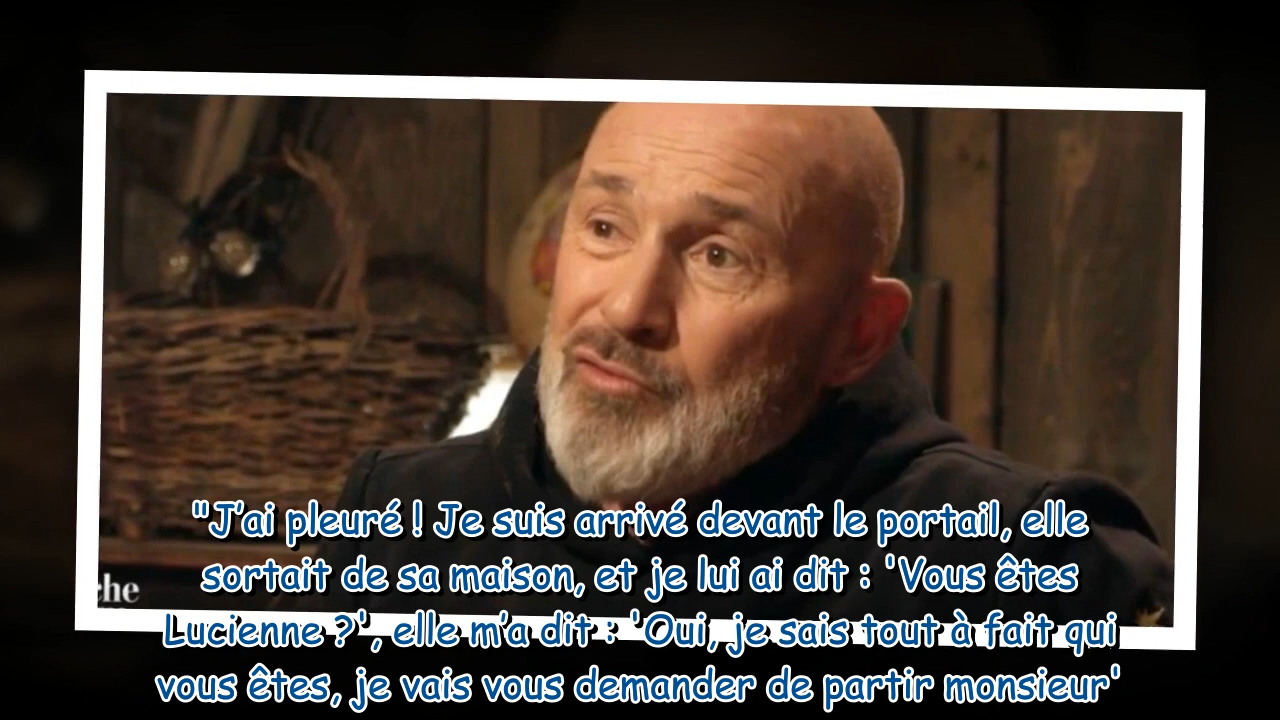 che
"J'ai pleuré ! Je suis arrivé devant le portail, elle
sortait de sa maison, et je lui ai dit : 'Vous êtes
Lucienne ?', elle m'a dit : 'Oui, je sais tout à fait qui
vous êtes, je vais vous demander de partir monsieur'